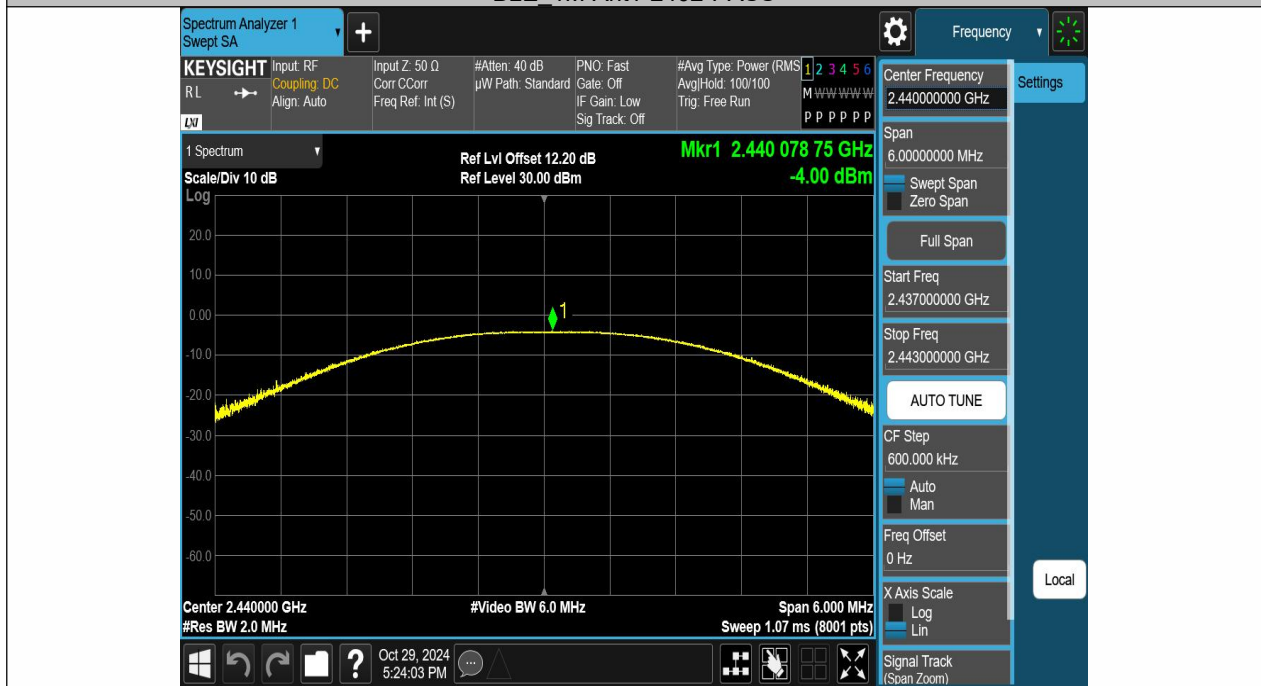 Spectrum Analyzer 1
Swept SA
+
Frequency
KEYSIGHT
RL
LXI
Input: RF
Coupling: DC
Align: Auto
Input Z: 50 Ω
Corr CCorr
Freq Ref: Int (S)
#Atten: 40 dB
µW Path: Standard
PNO: Fast
Gate: Off
IF Gain: Low
Sig Track: Off
#Avg Type: Power (RMS
Avg|Hold: 100/100
Trig: Free Run
1 2 3 4 5 6
M W W W W W
P P P P P P
Center Frequency
2.440000000 GHz
Settings
Span
6.00000000 MHz
Swept Span
Zero Span
Full Span
Start Freq
2.437000000 GHz
Stop Freq
2.443000000 GHz
AUTO TUNE
CF Step
600.000 kHz
Auto
Man
Freq Offset
0 Hz
X Axis Scale
Log
Lin
Signal Track
(Span Zoom)
Local
1 Spectrum
Scale/Div 10 dB
Log
Ref Lvl Offset 12.20 dB
Ref Level 30.00 dBm
Mkr1 2.440 078 75 GHz
-4.00 dBm
20.0
10.0
0.00
1
-10.0
-20.0
-30.0
-40.0
-50.0
-60.0
Center 2.440000 GHz
#Video BW 6.0 MHz
Span 6.000 MHz
#Res BW 2.0 MHz
Sweep 1.07 ms (8001 pts)
?
Oct 29, 2024
5:24:03 PM